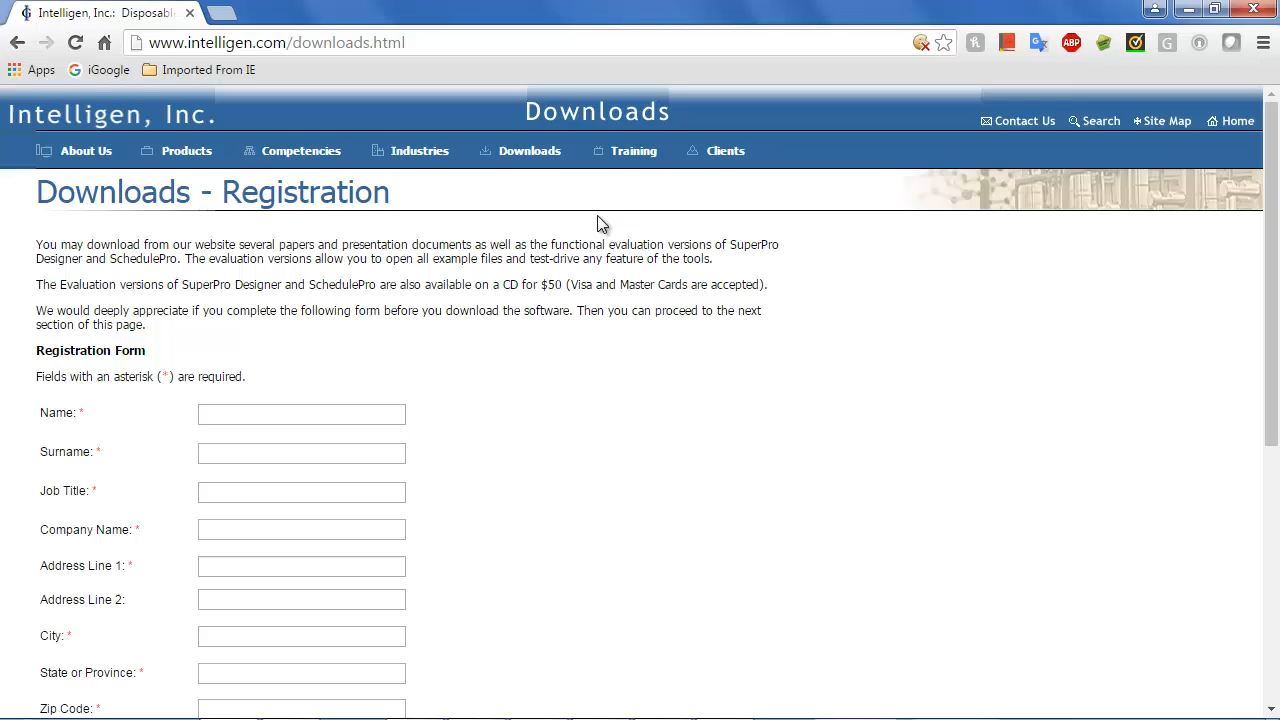 Intelligen, Inc.: Disposabl
www.intelligen.com/downloads.html
ABP
G
Apps
G iGoogle
Imported From IE
Intelligen, Inc.
Downloads
Contact Us
Search
Site Map
Home
About Us
Products
Competencies
Industries
Downloads
Training
Clients
Downloads - Registration
You may download from our website several papers and presentation documents as well as the functional evaluation versions of SuperPro
Designer and SchedulePro. The evaluation versions allow you to open all example files and test-drive any feature of the tools.
The Evaluation versions of SuperPro Designer and SchedulePro are also available on a CD for $50 (Visa and Master Cards are accepted).
We would deeply appreciate if you complete the following form before you download the software. Then you can proceed to the next
section of this page.
Registration Form
Fields with an asterisk (*) are required.
Name: *
Surname: *
Job Title: *
Company Name: *
Address Line 1: *
Address Line 2:
City: *
State or Province: *
Zip Code: *